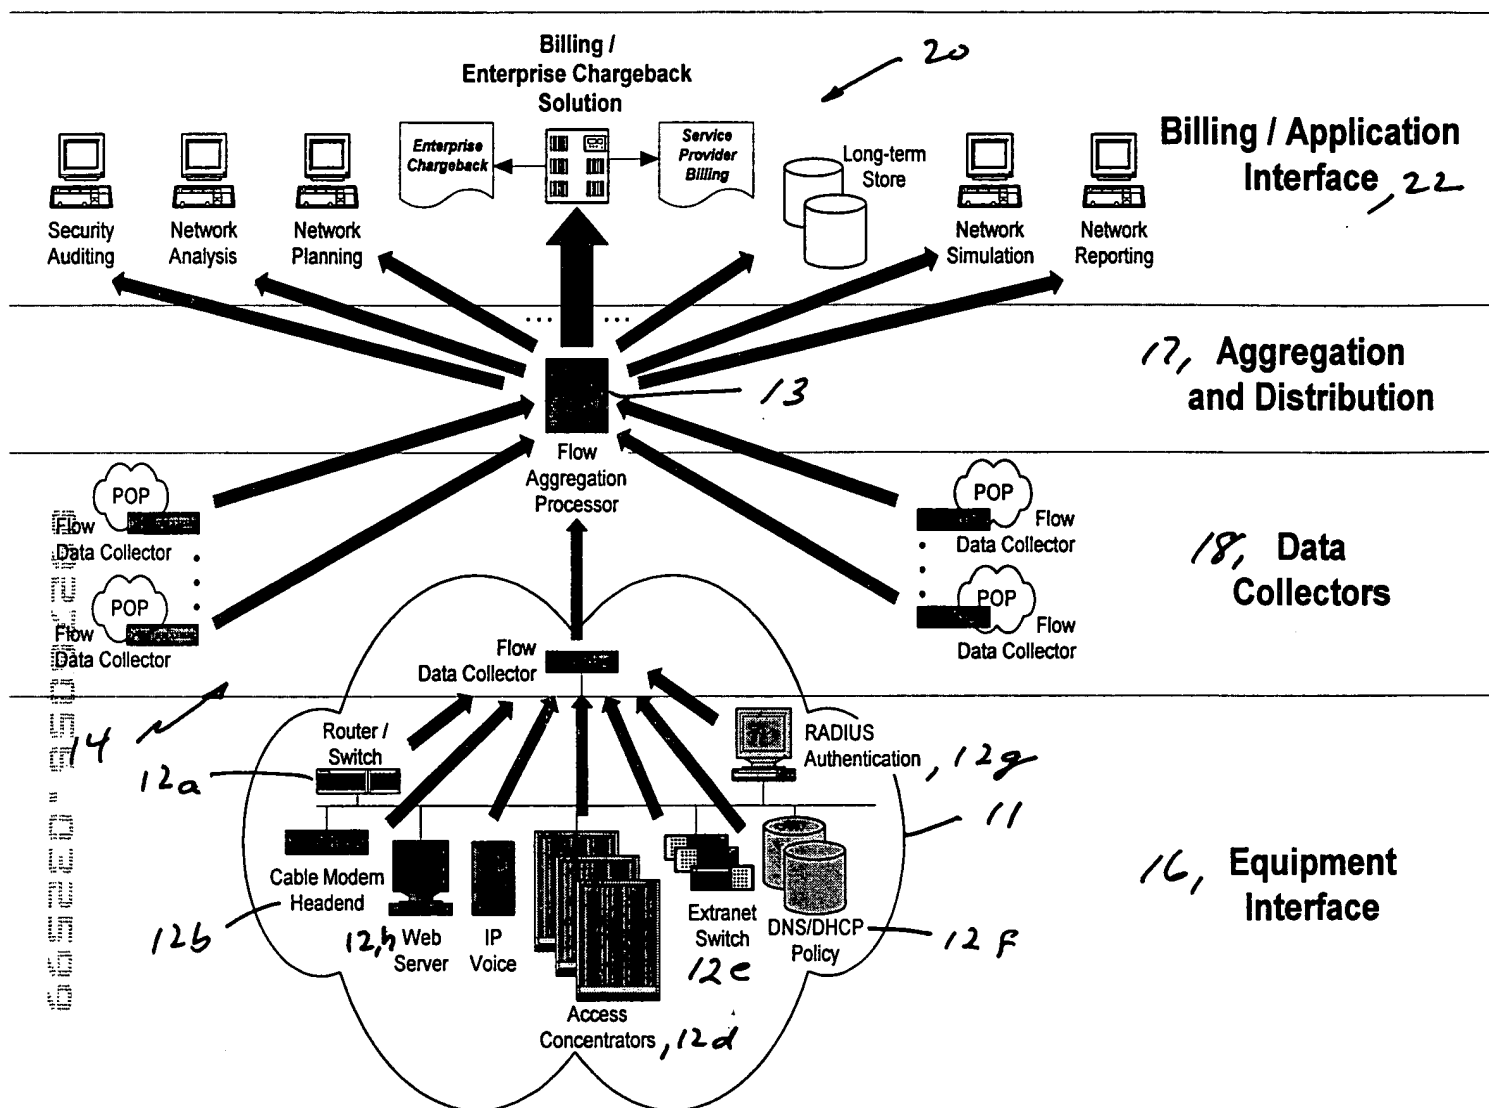 Billing /
Enterprise Chargeback
Solution
20
Enterprise
Chargeback
Service
Provider
Billing
Long-term
Store
Billing / Application
Interface, 22
Security
Auditing
Network
Analysis
Network
Planning
Network
Simulation
Network
Reporting
... ...
17, Aggregation
and Distribution
13
Flow
Aggregation
Processor
POP
Flow
Data Collector
POP
Flow
Data Collector
POP
Flow
Data Collector
POP
Flow
Data Collector
18, Data
Collectors
Flow
Data Collector
14
Router /
Switch
12a
RADIUS
Authentication, 12g
11
16, Equipment
Interface
Cable Modem
Headend
12b
12,h Web
Server
IP
Voice
Extranet
Switch
12e
DNS/DHCP
Policy
12f
Access
Concentrators, 12d